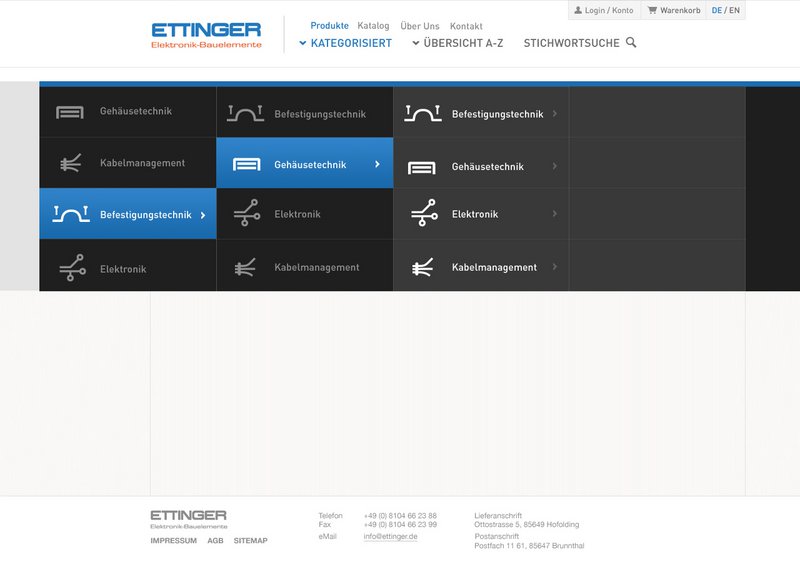 ETTINGER
Elektronik-Bauelemente
Produkte Katalog Über Uns Kontakt
KATEGORISIERT ÜBERSICHT A-Z STICHWORTSUCHE
Login / Konto Warenkorb DE / EN
Gehäusetechnik
Kabelmanagement
Befestigungstechnik
Elektronik
Befestigungstechnik
Gehäusetechnik
Elektronik
Kabelmanagement
Befestigungstechnik
Gehäusetechnik
Elektronik
Kabelmanagement
ETTINGER
Elektronik-Bauelemente
IMPRESSUM AGB SITEMAP
Telefon +49 (0) 8104 66 23 88
Fax +49 (0) 8104 66 23 99
eMail info@ettinger.de
Lieferanschrift
Ottostrasse 5, 85649 Hofolding
Postanschrift
Postfach 11 61, 85647 Brunnthal